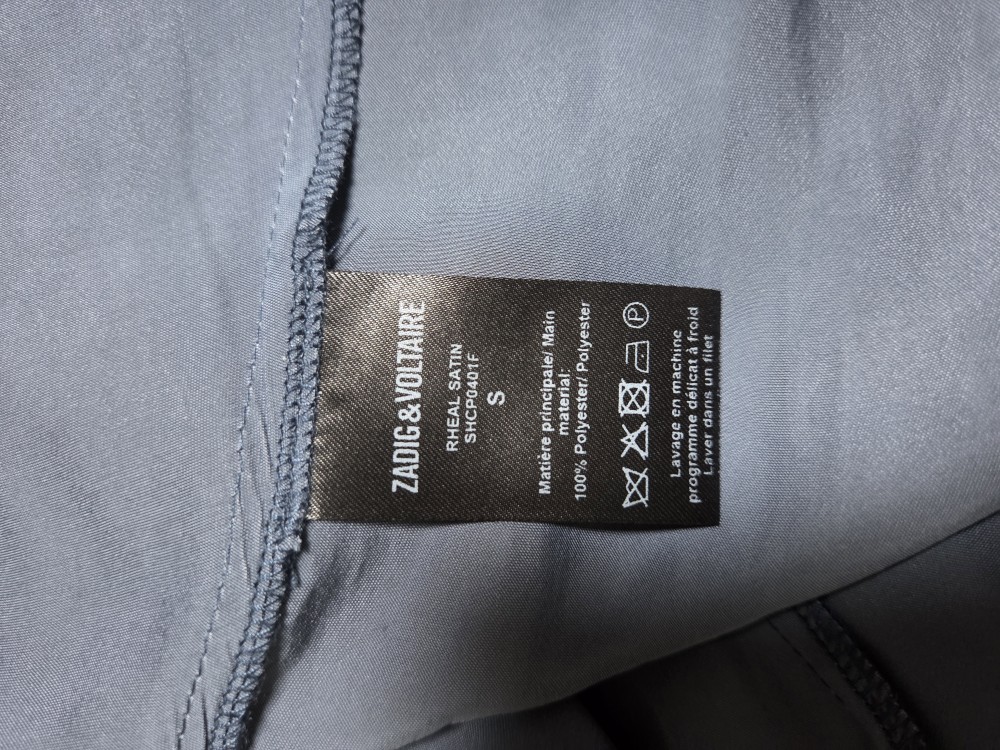 ZADIG&VOLTAIRE
RHEAL SATIN
SHCP0401F
S
Matière principale/ Main
material:
100% Polyester/ Polyester
P
Lavage en machine
programme délicat à froid
Laver dans un filet